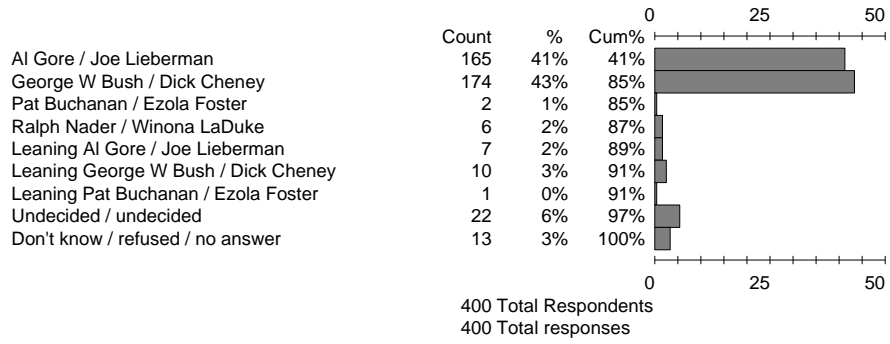 0 25 50
Count % Cum%
Al Gore / Joe Lieberman 165 41% 41%
George W Bush / Dick Cheney 174 43% 85%
Pat Buchanan / Ezola Foster 2 1% 85%
Ralph Nader / Winona LaDuke 6 2% 87%
Leaning Al Gore / Joe Lieberman 7 2% 89%
Leaning George W Bush / Dick Cheney 10 3% 91%
Leaning Pat Buchanan / Ezola Foster 1 0% 91%
Undecided / undecided 22 6% 97%
Don't know / refused / no answer 13 3% 100%
0 25 50
400 Total Respondents
400 Total responses